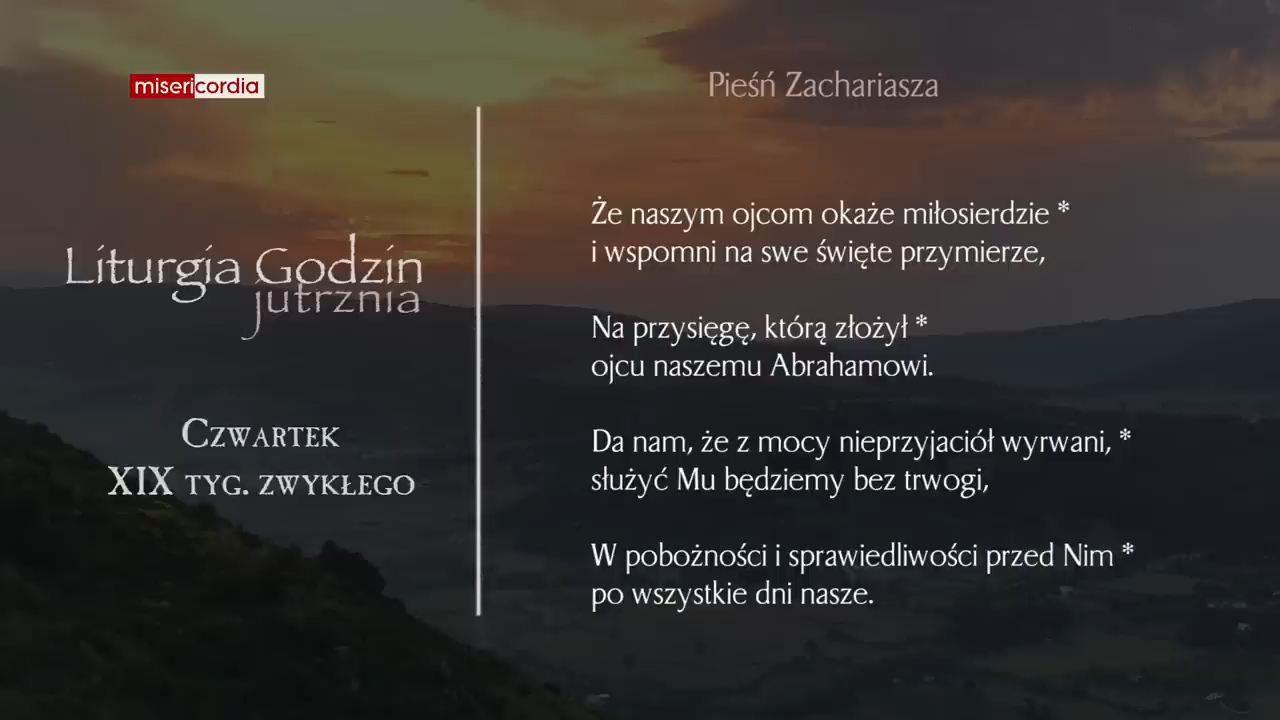 misericordia
Liturgia Godzin
jutrznia
Czwartek
XIX tyg. zwykłego
Pieśń Zachariasza
Że naszym ojcom okaże miłosierdzie *
i wspomni na swe święte przymierze,
Na przysięgę, którą złożył *
ojcu naszemu Abrahamowi.
Da nam, że z mocy nieprzyjaciół wyrwani, *
służyć Mu będziemy bez trwogi,
W pobożności i sprawiedliwości przed Nim *
po wszystkie dni nasze.